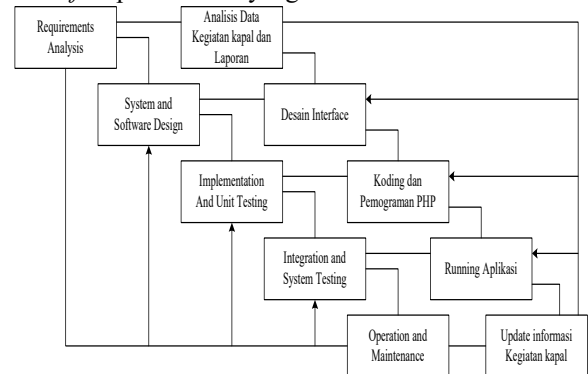 Requirements
Analysis
Analisis Data
Kegiatan kapal dan
Laporan
System and
Software Design
Desain Interface
Implementation
And Unit Testing
Koding dan
Pemograman PHP
Integration and
System Testing
Running Aplikasi
Operation and
Maintenance
Update informasi
Kegiatan kapal